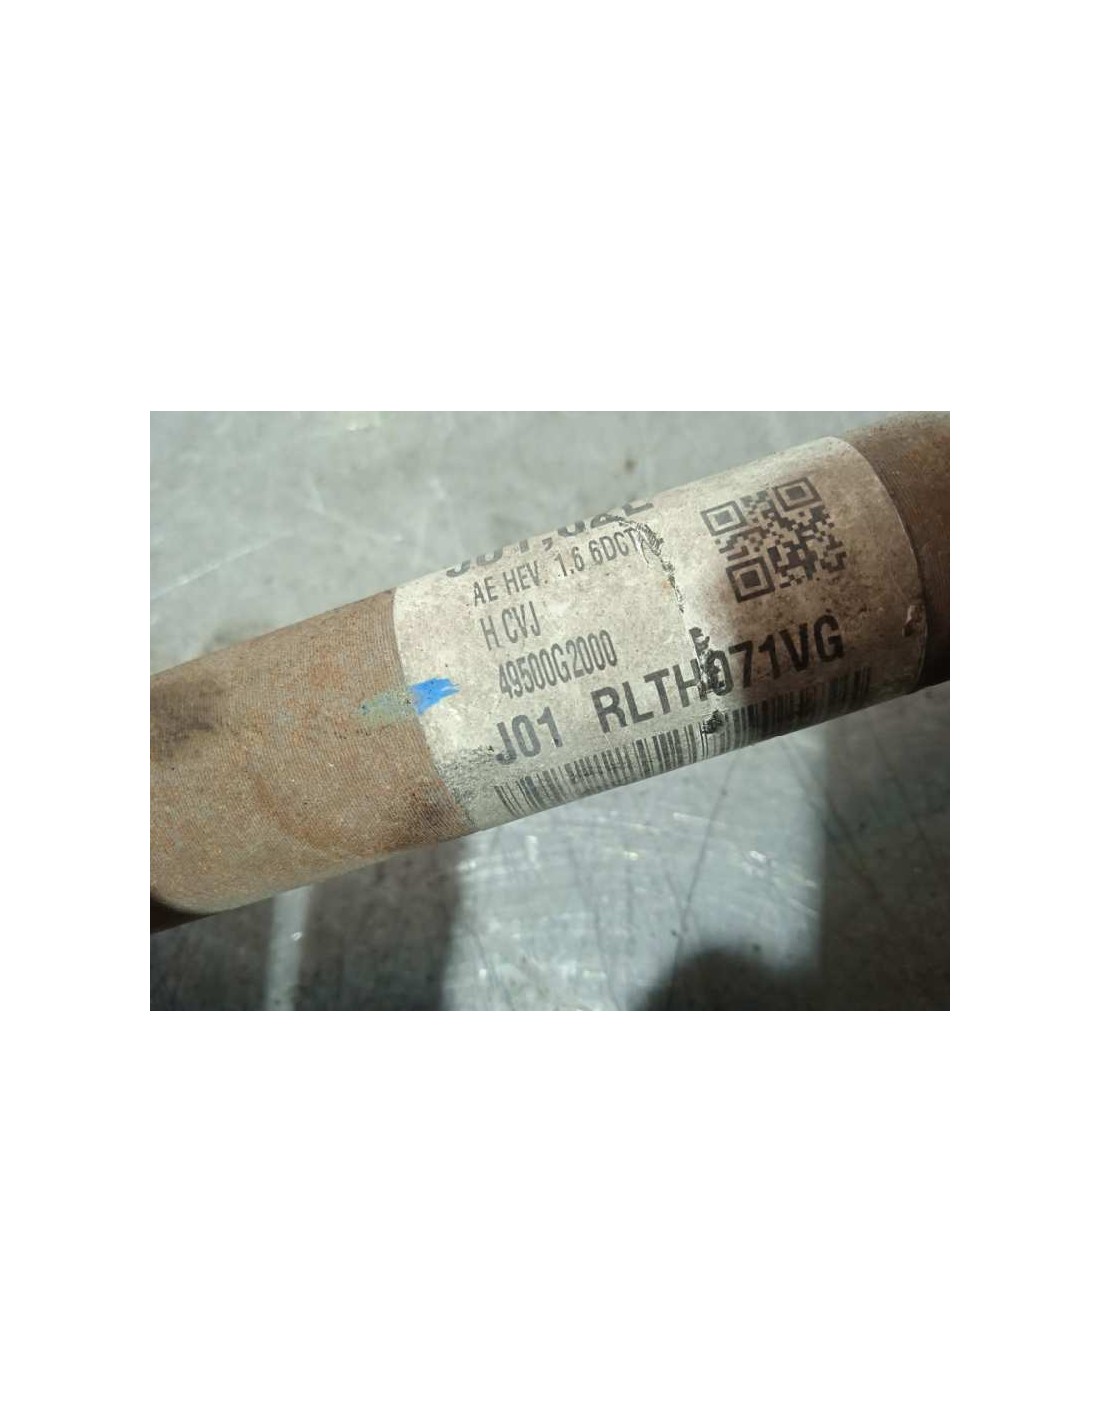 AE HEV. 1.6 6DCT
H.CVJ
49500G2000
J01 RLTH071VG